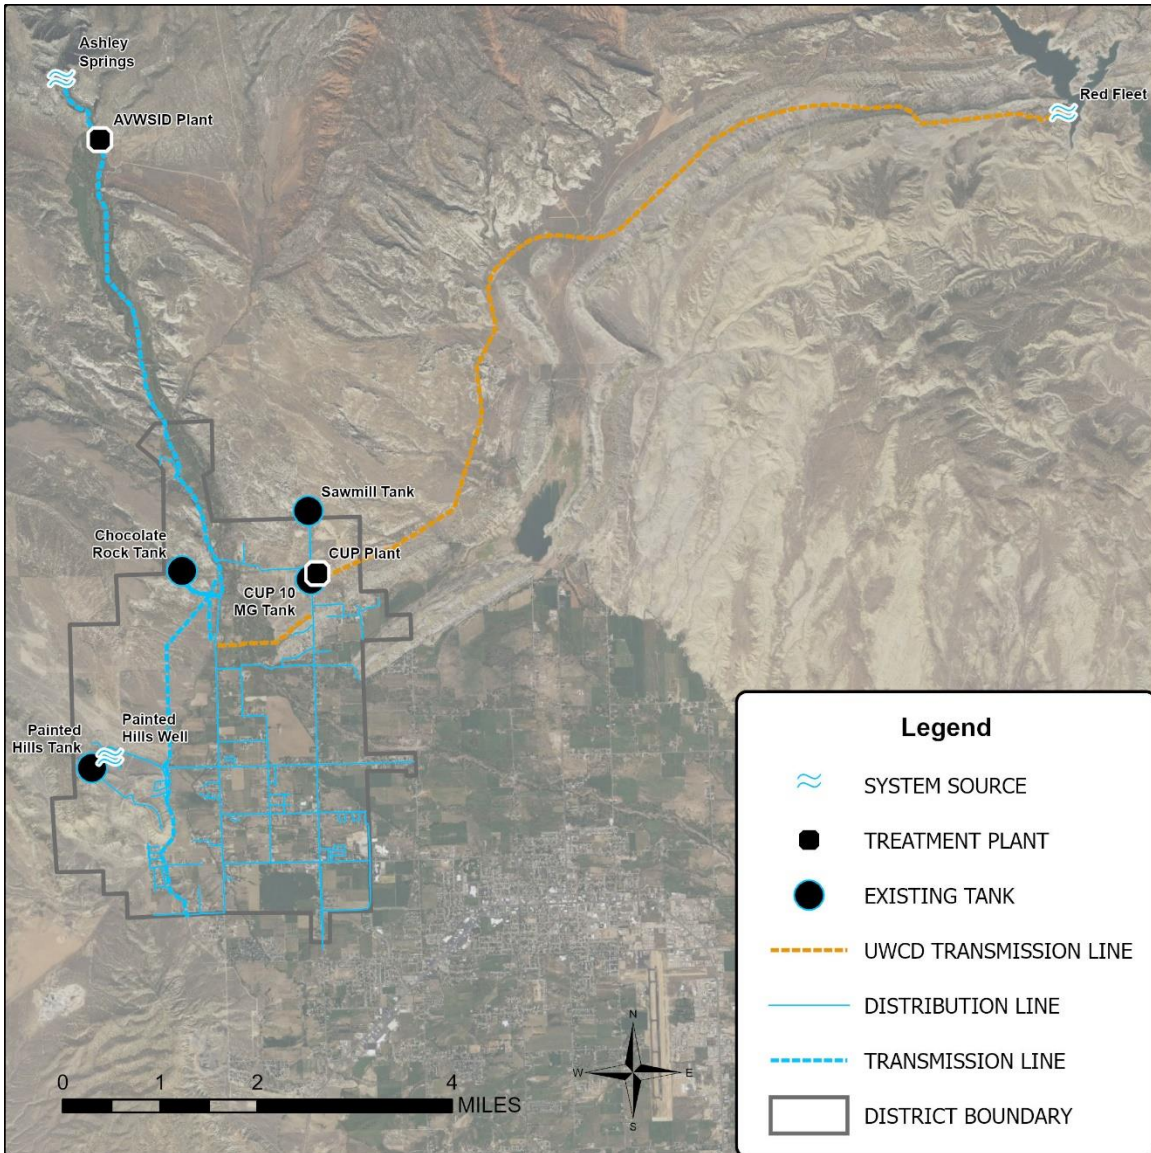 Ashley
Springs
AVWSID Plant
Red Fleet
Sawmill Tank
Chocolate
Rock Tank
CUP Plant
CUP 10
MG Tank
Painted
Hills Tank
Painted
Hills Well
Legend
SYSTEM SOURCE
TREATMENT PLANT
EXISTING TANK
UWCD TRANSMISSION LINE
DISTRIBUTION LINE
TRANSMISSION LINE
DISTRICT BOUNDARY
N
W
E
S
0 1 2 4
MILES